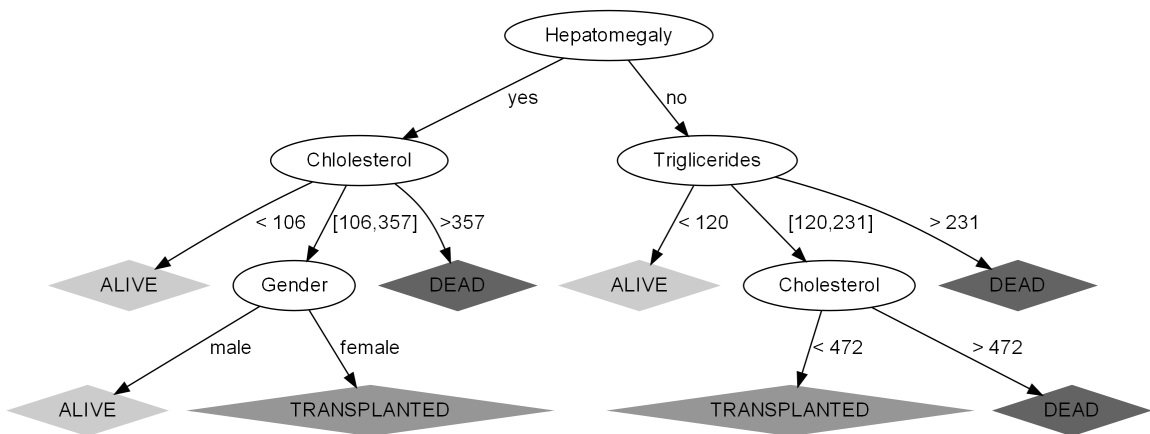 Hepatomegaly
yes
no
Chlolesterol
Triglicerides
< 106
[106,357]
>357
< 120
[120,231]
> 231
ALIVE
Gender
DEAD
ALIVE
Cholesterol
DEAD
male
female
< 472
> 472
ALIVE
TRANSPLANTED
TRANSPLANTED
DEAD